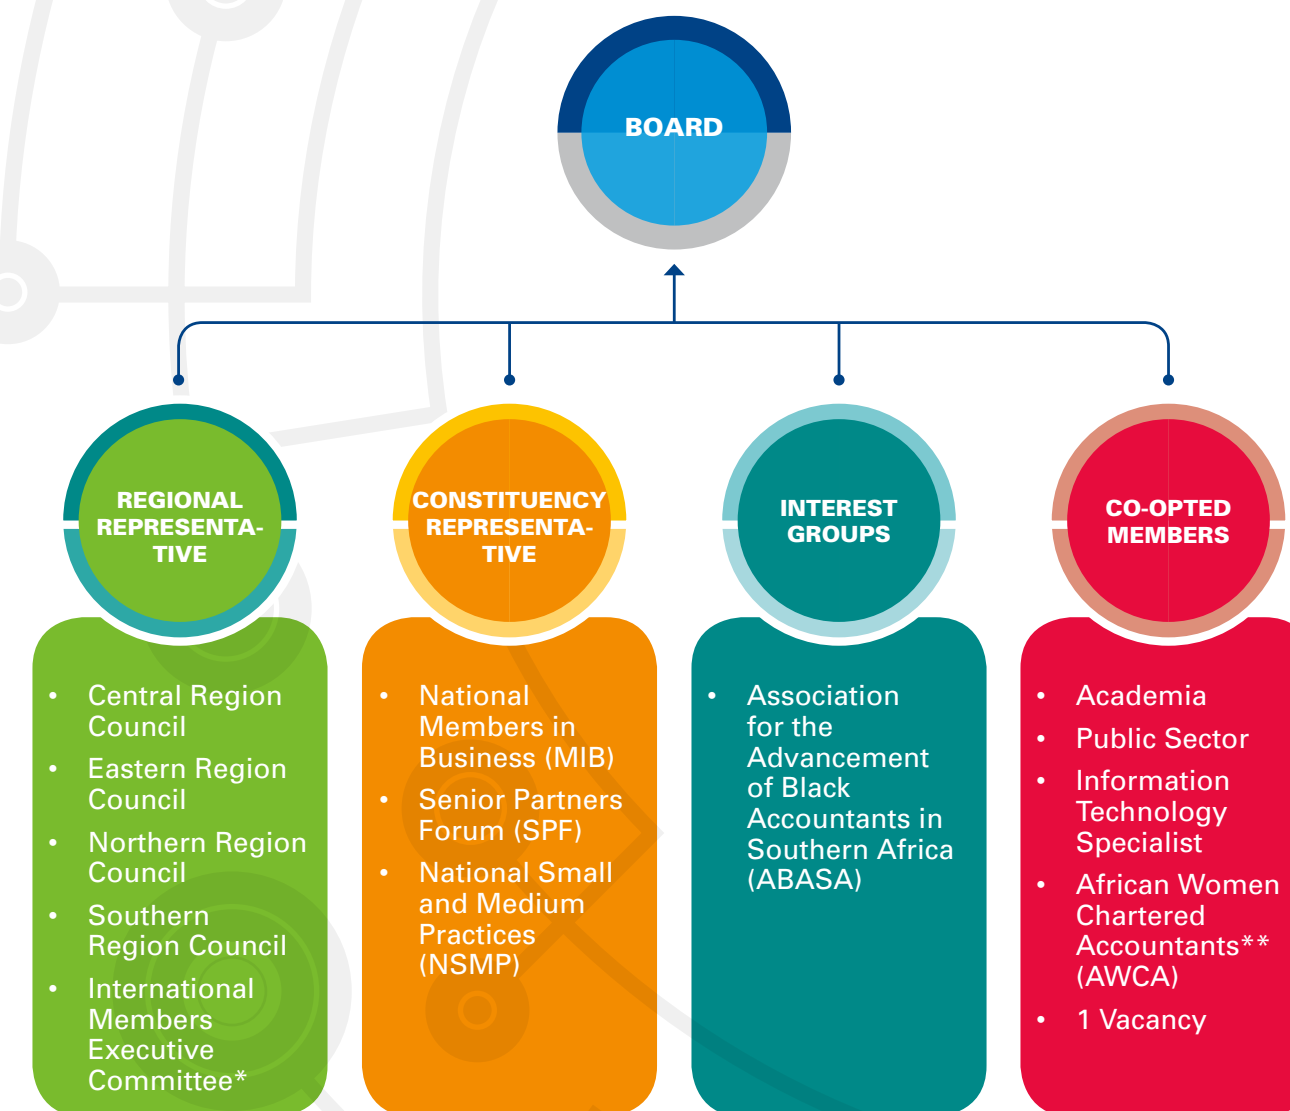 BOARD
REGIONAL
REPRESENTA-
TIVE
• Central Region
Council
• Eastern Region
Council
• Northern Region
Council
• Southern
Region Council
• International
Members
Executive
Committee*
CONSTITUENCY
REPRESENTA-
TIVE
• National
Members in
Business (MIB)
• Senior Partners
Forum (SPF)
• National Small
and Medium
Practices
(NSMP)
INTEREST
GROUPS
• Association
for the
Advancement
of Black
Accountants in
Southern Africa
(ABASA)
CO-OPTED
MEMBERS
• Academia
• Public Sector
• Information
Technology
Specialist
• African Women
Chartered
Accountants**
(AWCA)
• 1 Vacancy